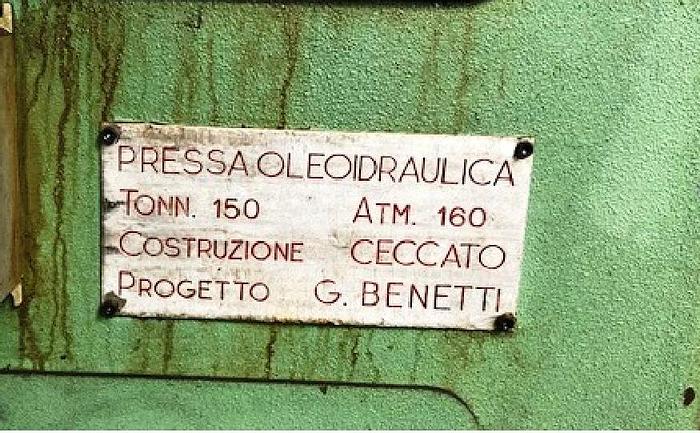 PRESSA OLEOIDRAULICA
TONN. 150 ATM. 160
COSTRUZIONE CECCATO
PROGETTO G. BENETTI